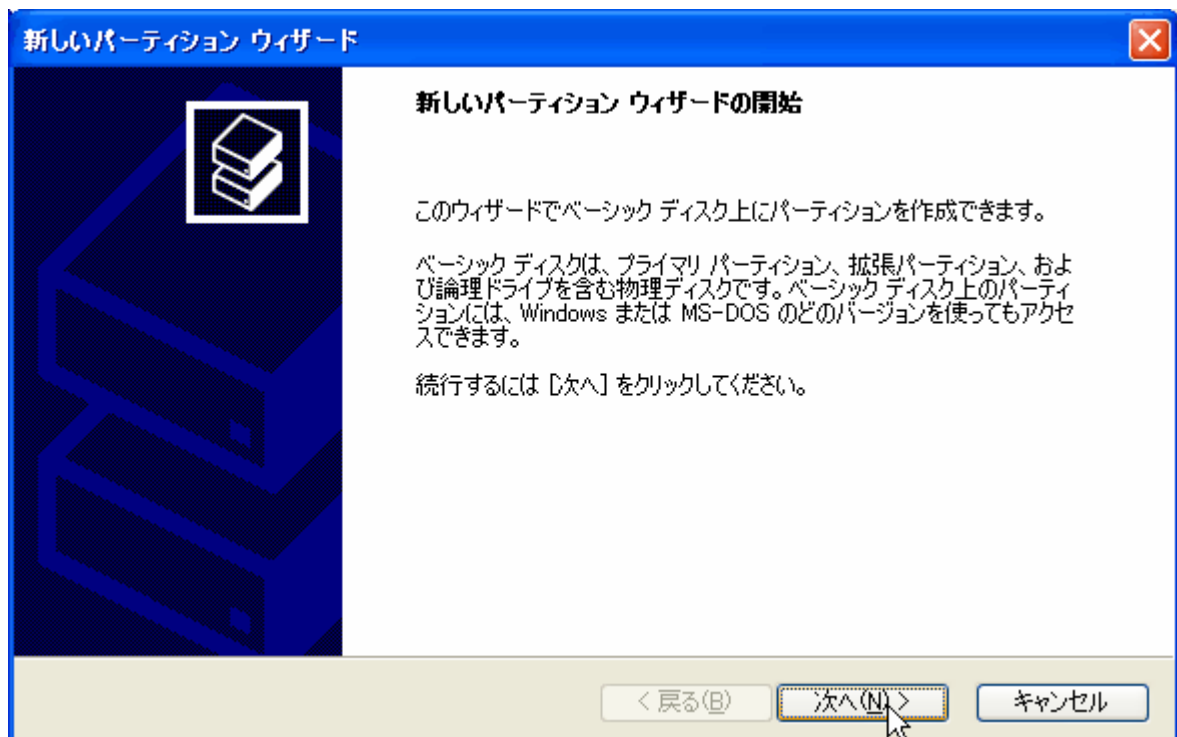 新しいパーティション ウィザード
新しいパーティション ウィザードの開始
このウィザードでベーシック ディスク上にパーティションを作成できます。
ベーシック ディスクは、プライマリ パーティション、拡張パーティション、およ
び論理ドライブを含む物理ディスクです。ベーシック ディスク上のパーティ
ションには、Windows または MS-DOS のどのバージョンを使ってもアクセ
スできます。
続行するには [次へ] をクリックしてください。
< 戻る(B)
次へ(N) >
キャンセル